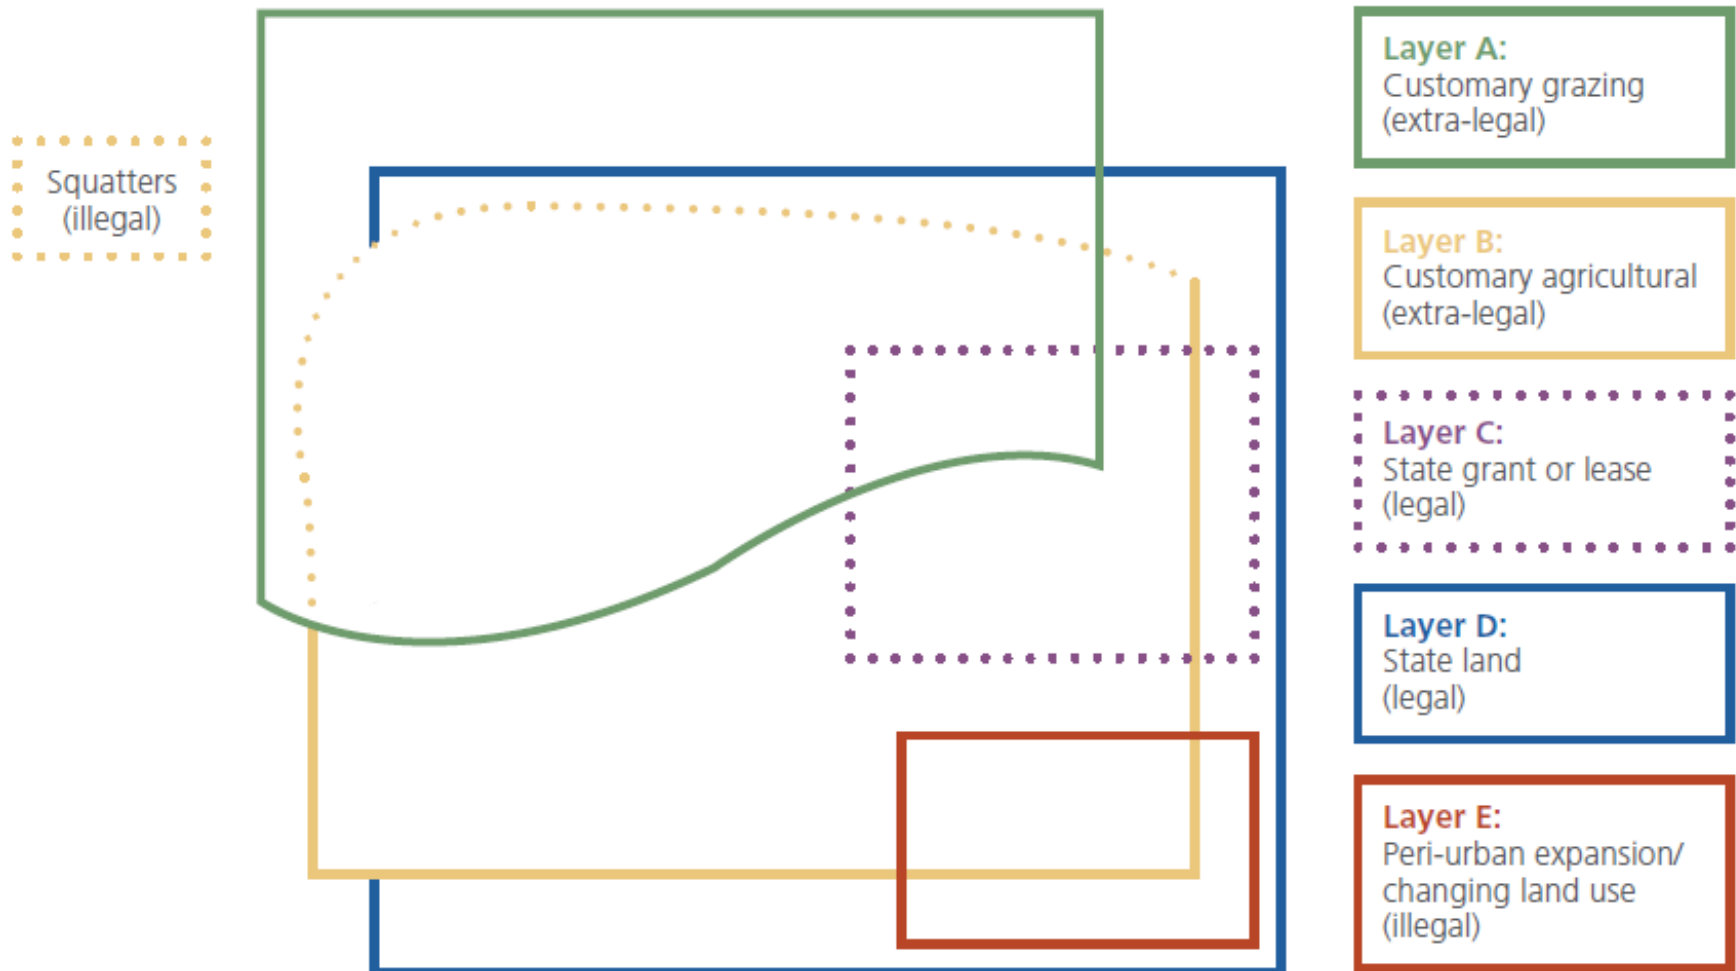 Squatters
(illegal)
Layer A:
Customary grazing
(extra-legal)
Layer B:
Customary agricultural
(extra-legal)
Layer C:
State grant or lease
(legal)
Layer D:
State land
(legal)
Layer E:
Peri-urban expansion/
changing land use
(illegal)